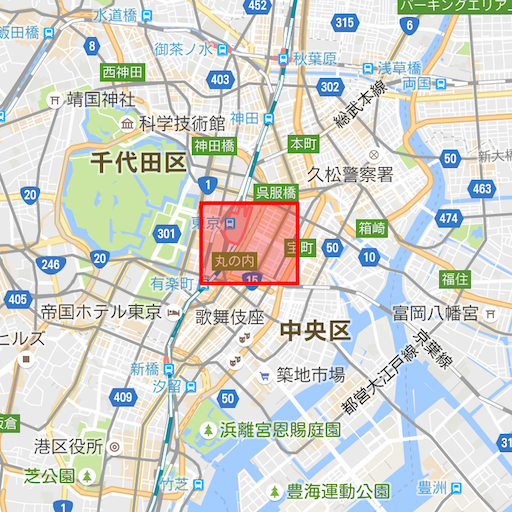 452
パーキングエリア
水道橋
315
飯田橋
8
御茶ノ水
秋葉原
6
西神田
403
浅草橋
両国
302
靖国神社
総武本線
科学技術館
神田
本町
神田橋
50
新大橋
千代田区
久松警察署
20
1
呉服橋
463
474
東京
箱崎
301
宝町
50
246
丸の内
10
20
有楽町
15
福住
405
帝国ホテル東京
歌舞伎座
富岡八幡宮
中央区
ヒルズ
京葉線
新橋
築地市場
409
汐留
50
都営大江戸線
浜離宮恩賜庭園
港区役所
芝公園
竹芝
豊海運動公園
豊洲